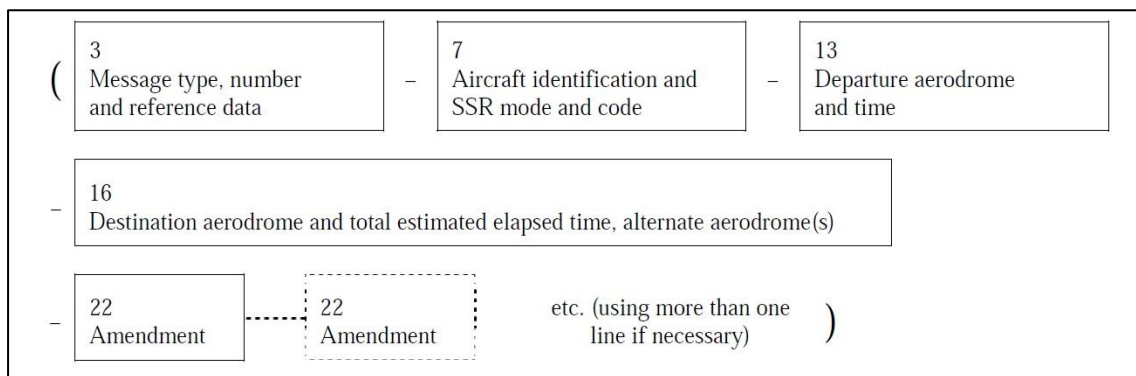 3 7 13
( Message type, number – Aircraft identification and – Departure aerodrome
and reference data SSR mode and code and time
16
– Destination aerodrome and total estimated elapsed time, alternate aerodrome(s)
22 22 etc. (using more than one
– Amendment Amendment line if necessary) )